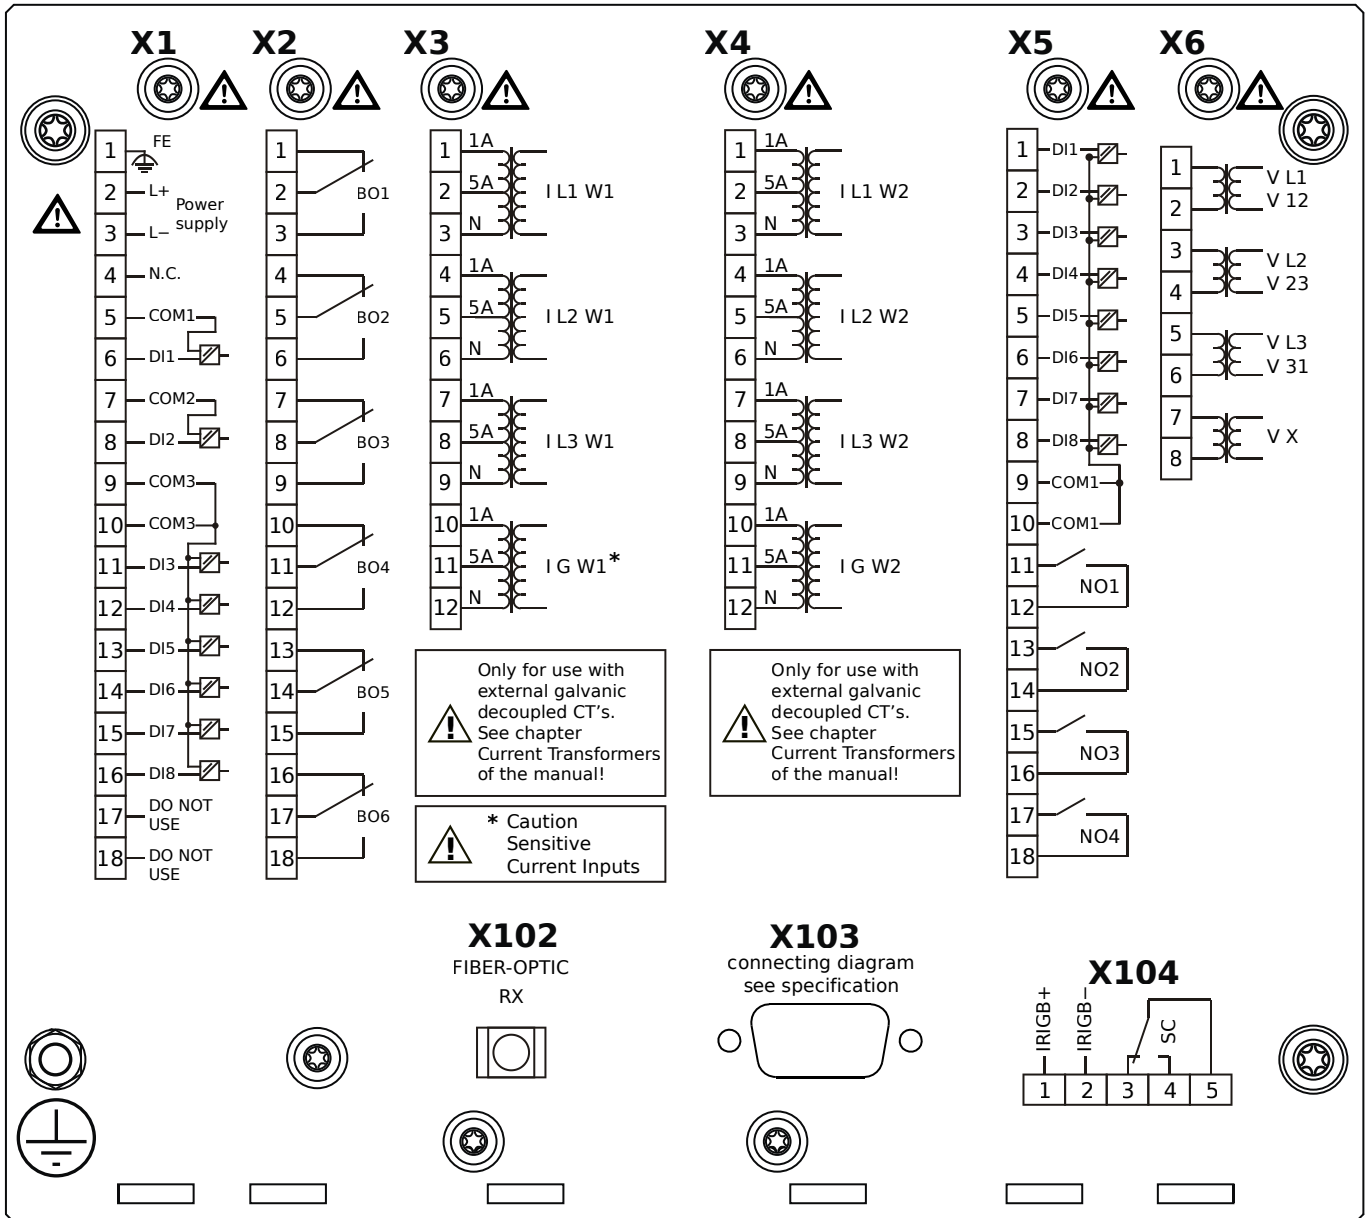 X1 X2 X3 X4 X5 X6
1 FE
2 L+
Power
supply
3 L−
4 N.C.
5 COM1
6 DI1
7 COM2
8 DI2
9 COM3
10 COM3
11 DI3
12 DI4
13 DI5
14 DI6
15 DI7
16 DI8
17 DO NOT
USE
18 DO NOT
USE
1
2 BO1
3
4
5 BO2
6
7
8 BO3
9
10
11 BO4
12
13
14 BO5
15
16
17 BO6
18
1 1A
2 5A I L1 W1
3 N
4 1A
5 5A I L2 W1
6 N
7 1A
8 5A I L3 W1
9 N
10 1A
11 5A I G W1*
12 N
Only for use with
external galvanic
decoupled CT's.
See chapter
Current Transformers
of the manual!
* Caution
Sensitive
Current Inputs
1 1A
2 5A I L1 W2
3 N
4 1A
5 5A I L2 W2
6 N
7 1A
8 5A I L3 W2
9 N
10 1A
11 5A I G W2
12 N
Only for use with
external galvanic
decoupled CT's.
See chapter
Current Transformers
of the manual!
1 DI1
2 DI2
3 DI3
4 DI4
5 DI5
6 DI6
7 DI7
8 DI8
9 COM1
10 COM1
11
NO1
12
13
NO2
14
15
NO3
16
17
NO4
18
1 V L1
2 V 12
3 V L2
4 V 23
5 V L3
6 V 31
7
V X
8
X102
FIBER-OPTIC
RX
X103
connecting diagram
see specification
X104
IRIGB+
IRIGB−
SC
1 2 3 4 5